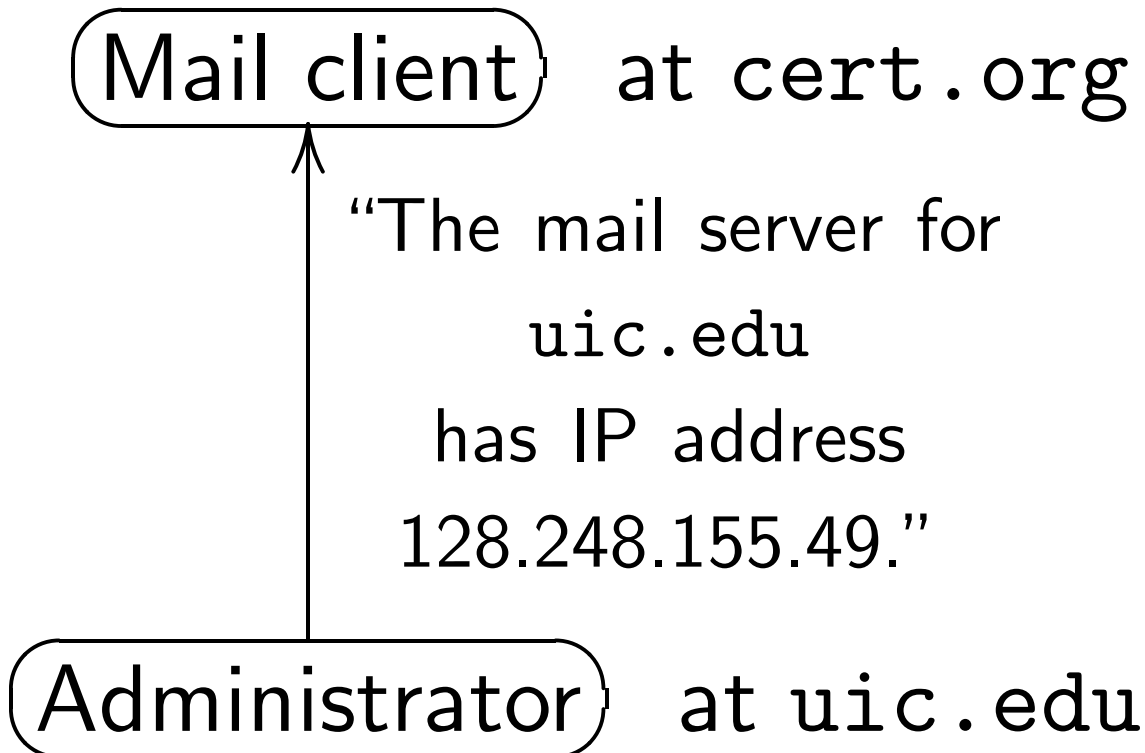 Mail client at cert.org
“The mail server for
uic.edu
has IP address
128.248.155.49.”
Administrator at uic.edu